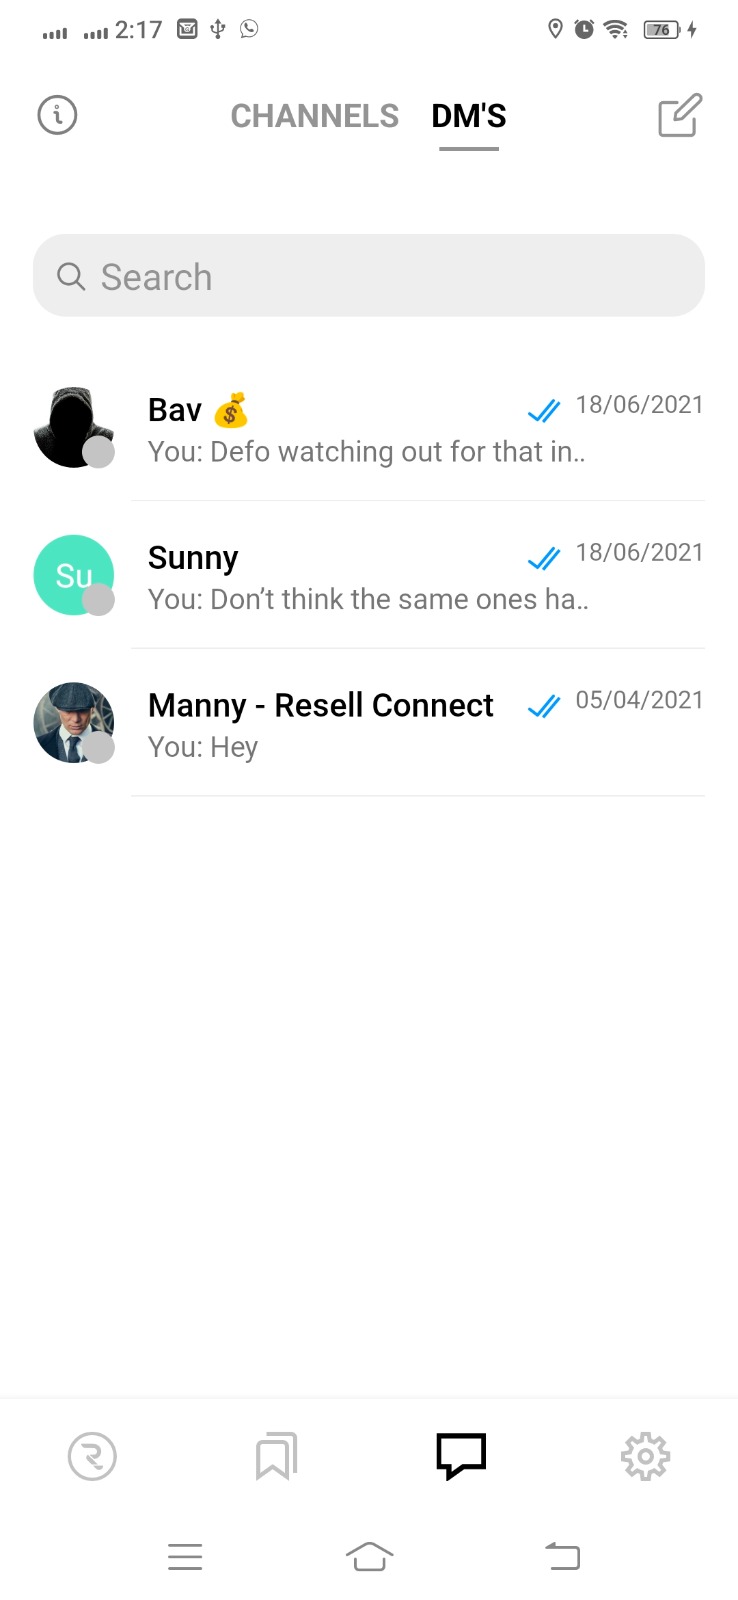 2:17 76
CHANNELS DM'S
Search
Bav 💰 18/06/2021
You: Defo watching out for that in..
Su
Sunny 18/06/2021
You: Don’t think the same ones ha..
Manny - Resell Connect 05/04/2021
You: Hey